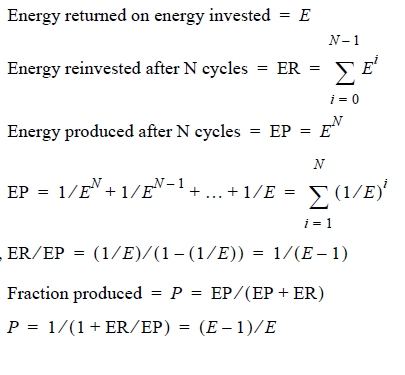 Energy returned on energy invested = E
Energy reinvested after N cycles = ER = \sum_{i = 0}^{N-1} E^i
Energy produced after N cycles = EP = E^N
EP = 1/E^N + 1/E^{N-1} + ... + 1/E = \sum_{i = 1}^{N} (1/E)^i
, ER/EP = (1/E)/(1 – (1/E)) = 1/(E – 1)
Fraction produced = P = EP/(EP + ER)
P = 1/(1 + ER/EP) = (E – 1)/E